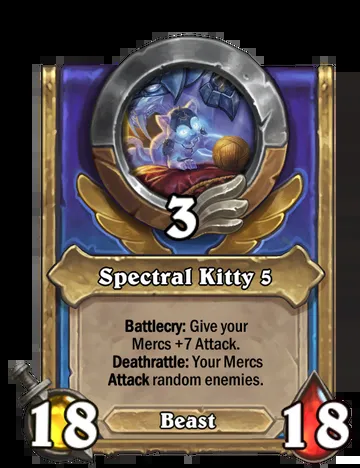 3
Spectral Kitty 5
Battlecry: Give your
Mercs +7 Attack.
Deathrattle: Your Mercs
Attack random enemies.
18
Beast
18